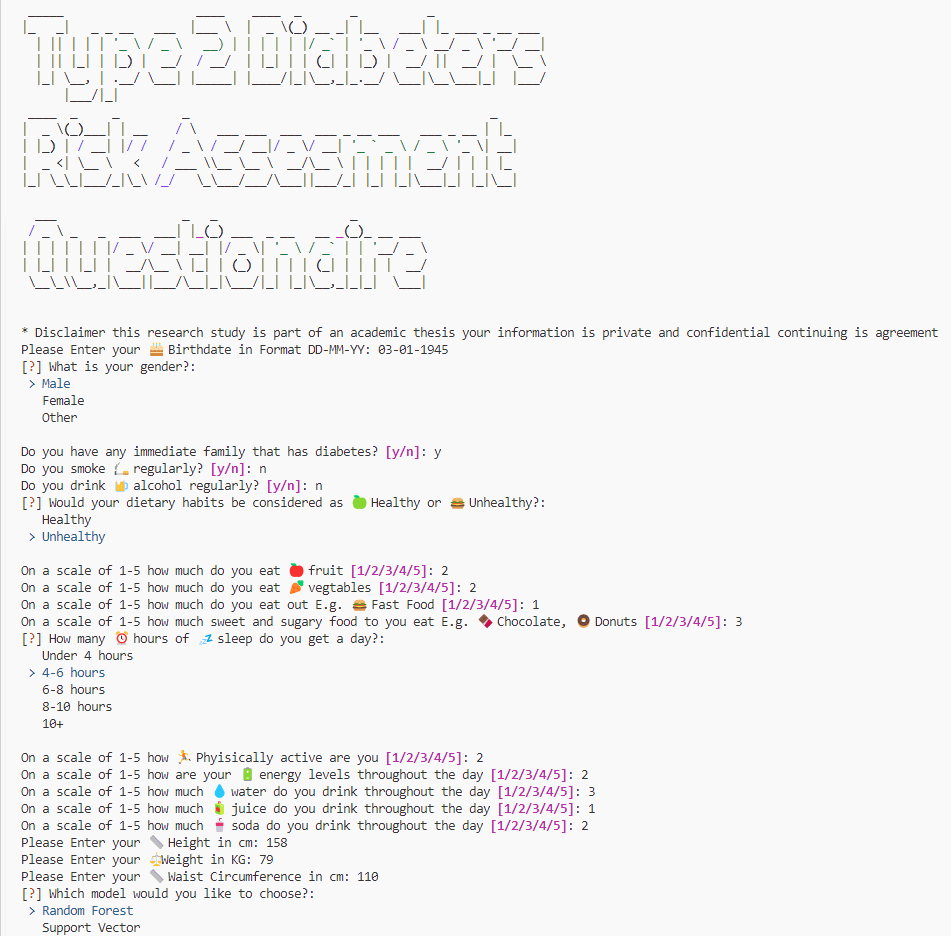 Type 2 Diabetes
Risk Assesment
Questionaire
* Disclaimer this research study is part of an academic thesis your information is private and confidential continuing is agreement
Please Enter your 🎂 Birthdate in Format DD-MM-YY: 03-01-1945
[?] What is your gender?:
> Male
Female
Other
Do you have any immediate family that has diabetes? [y/n]: y
Do you smoke 🚬 regularly? [y/n]: n
Do you drink 🍺 alcohol regularly? [y/n]: n
[?] Would your dietary habits be considered as 🍏 Healthy or 🍔 Unhealthy?:
Healthy
> Unhealthy
On a scale of 1-5 how much do you eat 🍎 fruit [1/2/3/4/5]: 2
On a scale of 1-5 how much do you eat 🥕 vegtables [1/2/3/4/5]: 2
On a scale of 1-5 how much do you eat out E.g. 🍔 Fast Food [1/2/3/4/5]: 1
On a scale of 1-5 how much sweet and sugary food to you eat E.g. 🍫 Chocolate, 🍩 Donuts [1/2/3/4/5]: 3
[?] How many ⏰ hours of 💤 sleep do you get a day?:
Under 4 hours
> 4-6 hours
6-8 hours
8-10 hours
10+
On a scale of 1-5 how 🏃 Phyisically active are you [1/2/3/4/5]: 2
On a scale of 1-5 how are your 🔋 energy levels throughout the day [1/2/3/4/5]: 2
On a scale of 1-5 how much 💧 water do you drink throughout the day [1/2/3/4/5]: 3
On a scale of 1-5 how much 🧃 juice do you drink throughout the day [1/2/3/4/5]: 1
On a scale of 1-5 how much 🥤 soda do you drink throughout the day [1/2/3/4/5]: 2
Please Enter your 📏 Height in cm: 158
Please Enter your ⚖️Weight in KG: 79
Please Enter your 📏 Waist Circumference in cm: 110
[?] Which model would you like to choose?:
> Random Forest
Support Vector